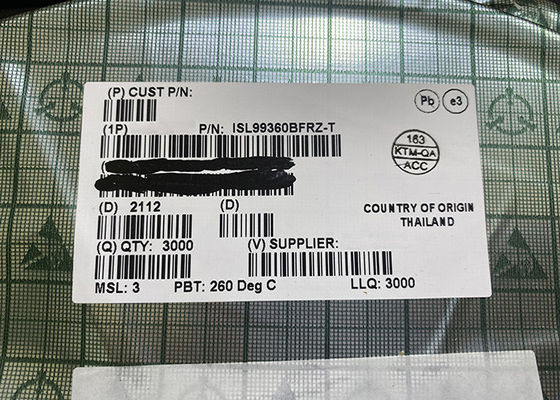 (P) CUST P/N:
Pb e3
(1P) P/N: ISL99360BFRZ-T
163
KTM-QA
ACC
(D) 2112 (D)
COUNTRY OF ORIGIN
THAILAND
(Q) QTY: 3000 (V) SUPPLIER:
MSL: 3 PBT: 260 Deg C LLQ: 3000